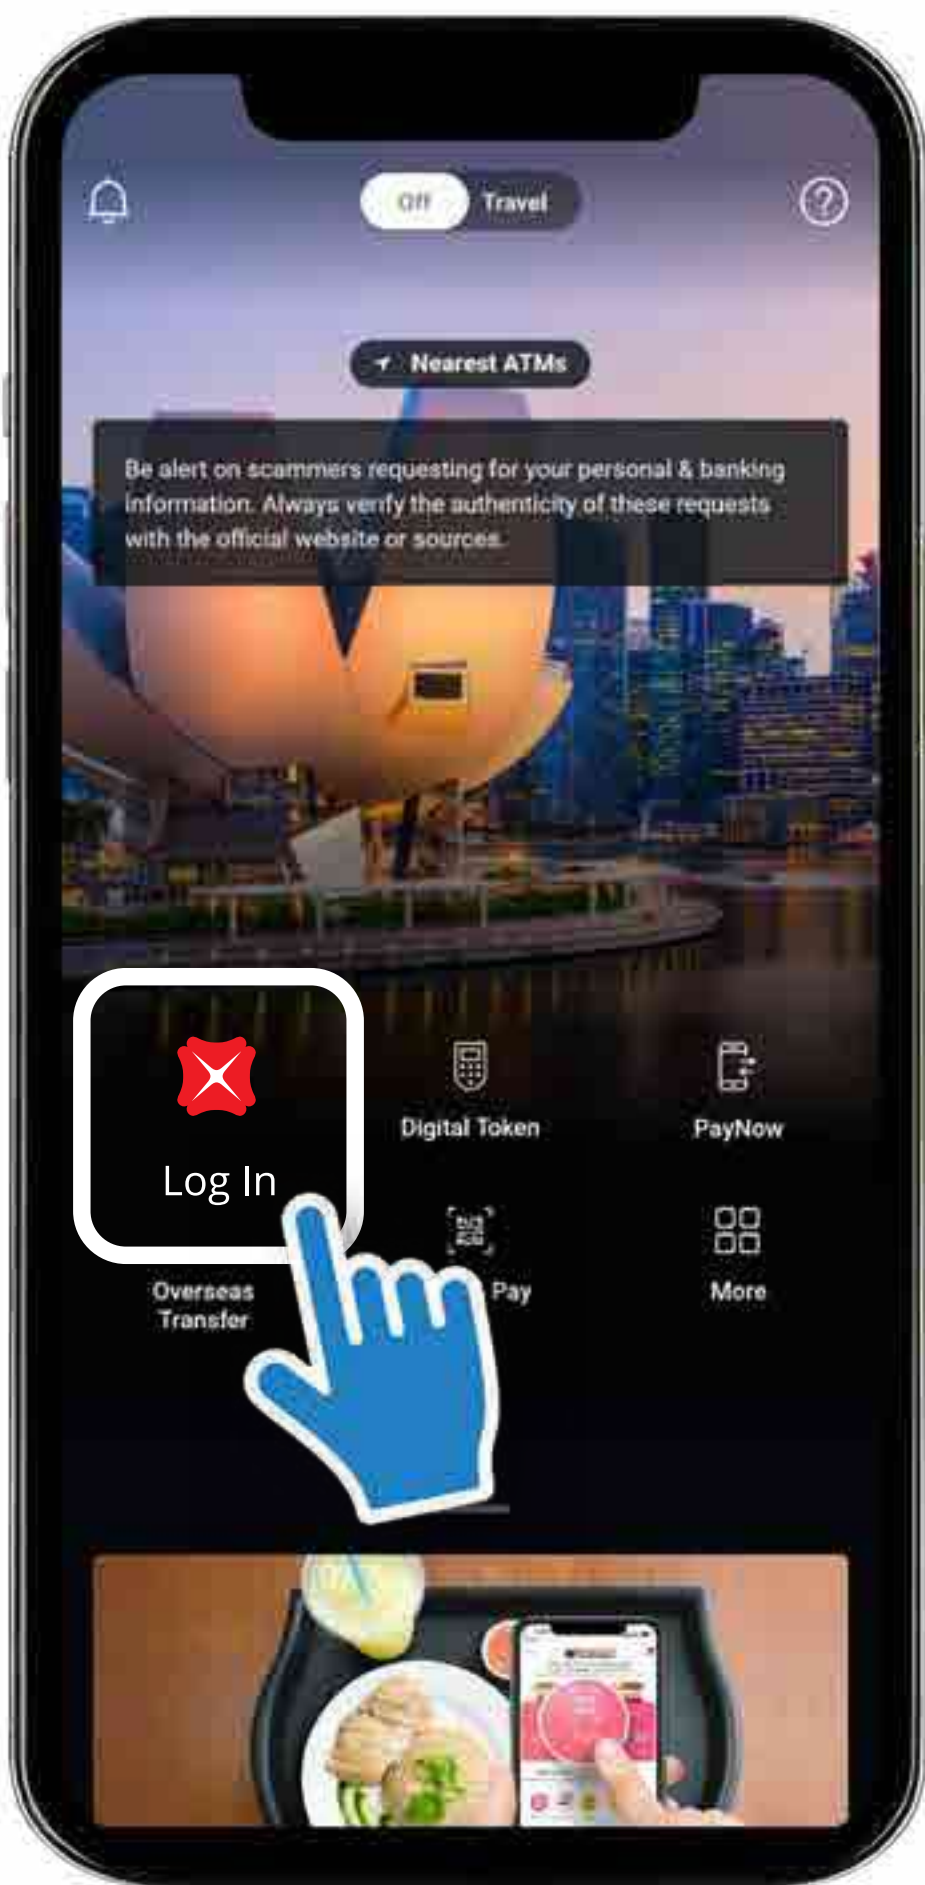 Off Travel
Nearest ATMs
Be alert on scammers requesting for your personal & banking
information. Always verify the authenticity of these requests
with the official website or sources.
Digital Token
PayNow
Log In
Overseas
Transfer
Pay
More